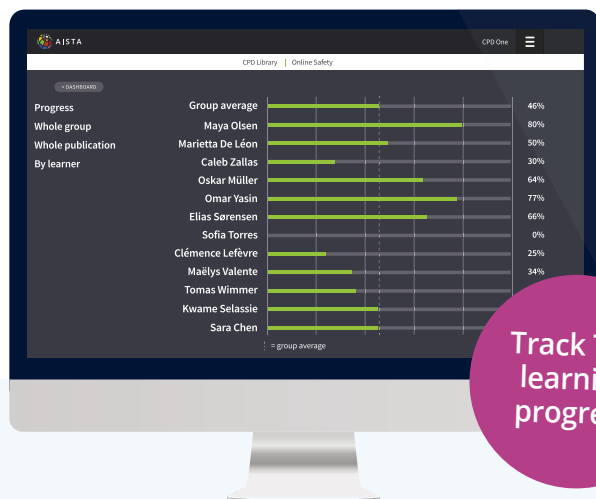 AISTA
CPD One
CPD Library | Online Safety
< DASHBOARD
Progress
Whole group
Whole publication
By learner
Group average 46%
Maya Olsen 80%
Marietta De Léon 50%
Caleb Zallas 30%
Oskar Müller 64%
Omar Yasin 77%
Elias Sørensen 66%
Sofia Torres 0%
Clémence Lefèvre 25%
Maëlys Valente 34%
Tomas Wimmer
Kwame Selassie
Sara Chen
= group average
Track
learni
progre